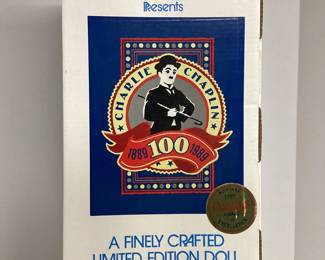 Presents
CHARLIE CHAPLIN
1889 100 1989
A FINELY CRAFTED
LIMITED EDITION DOLL